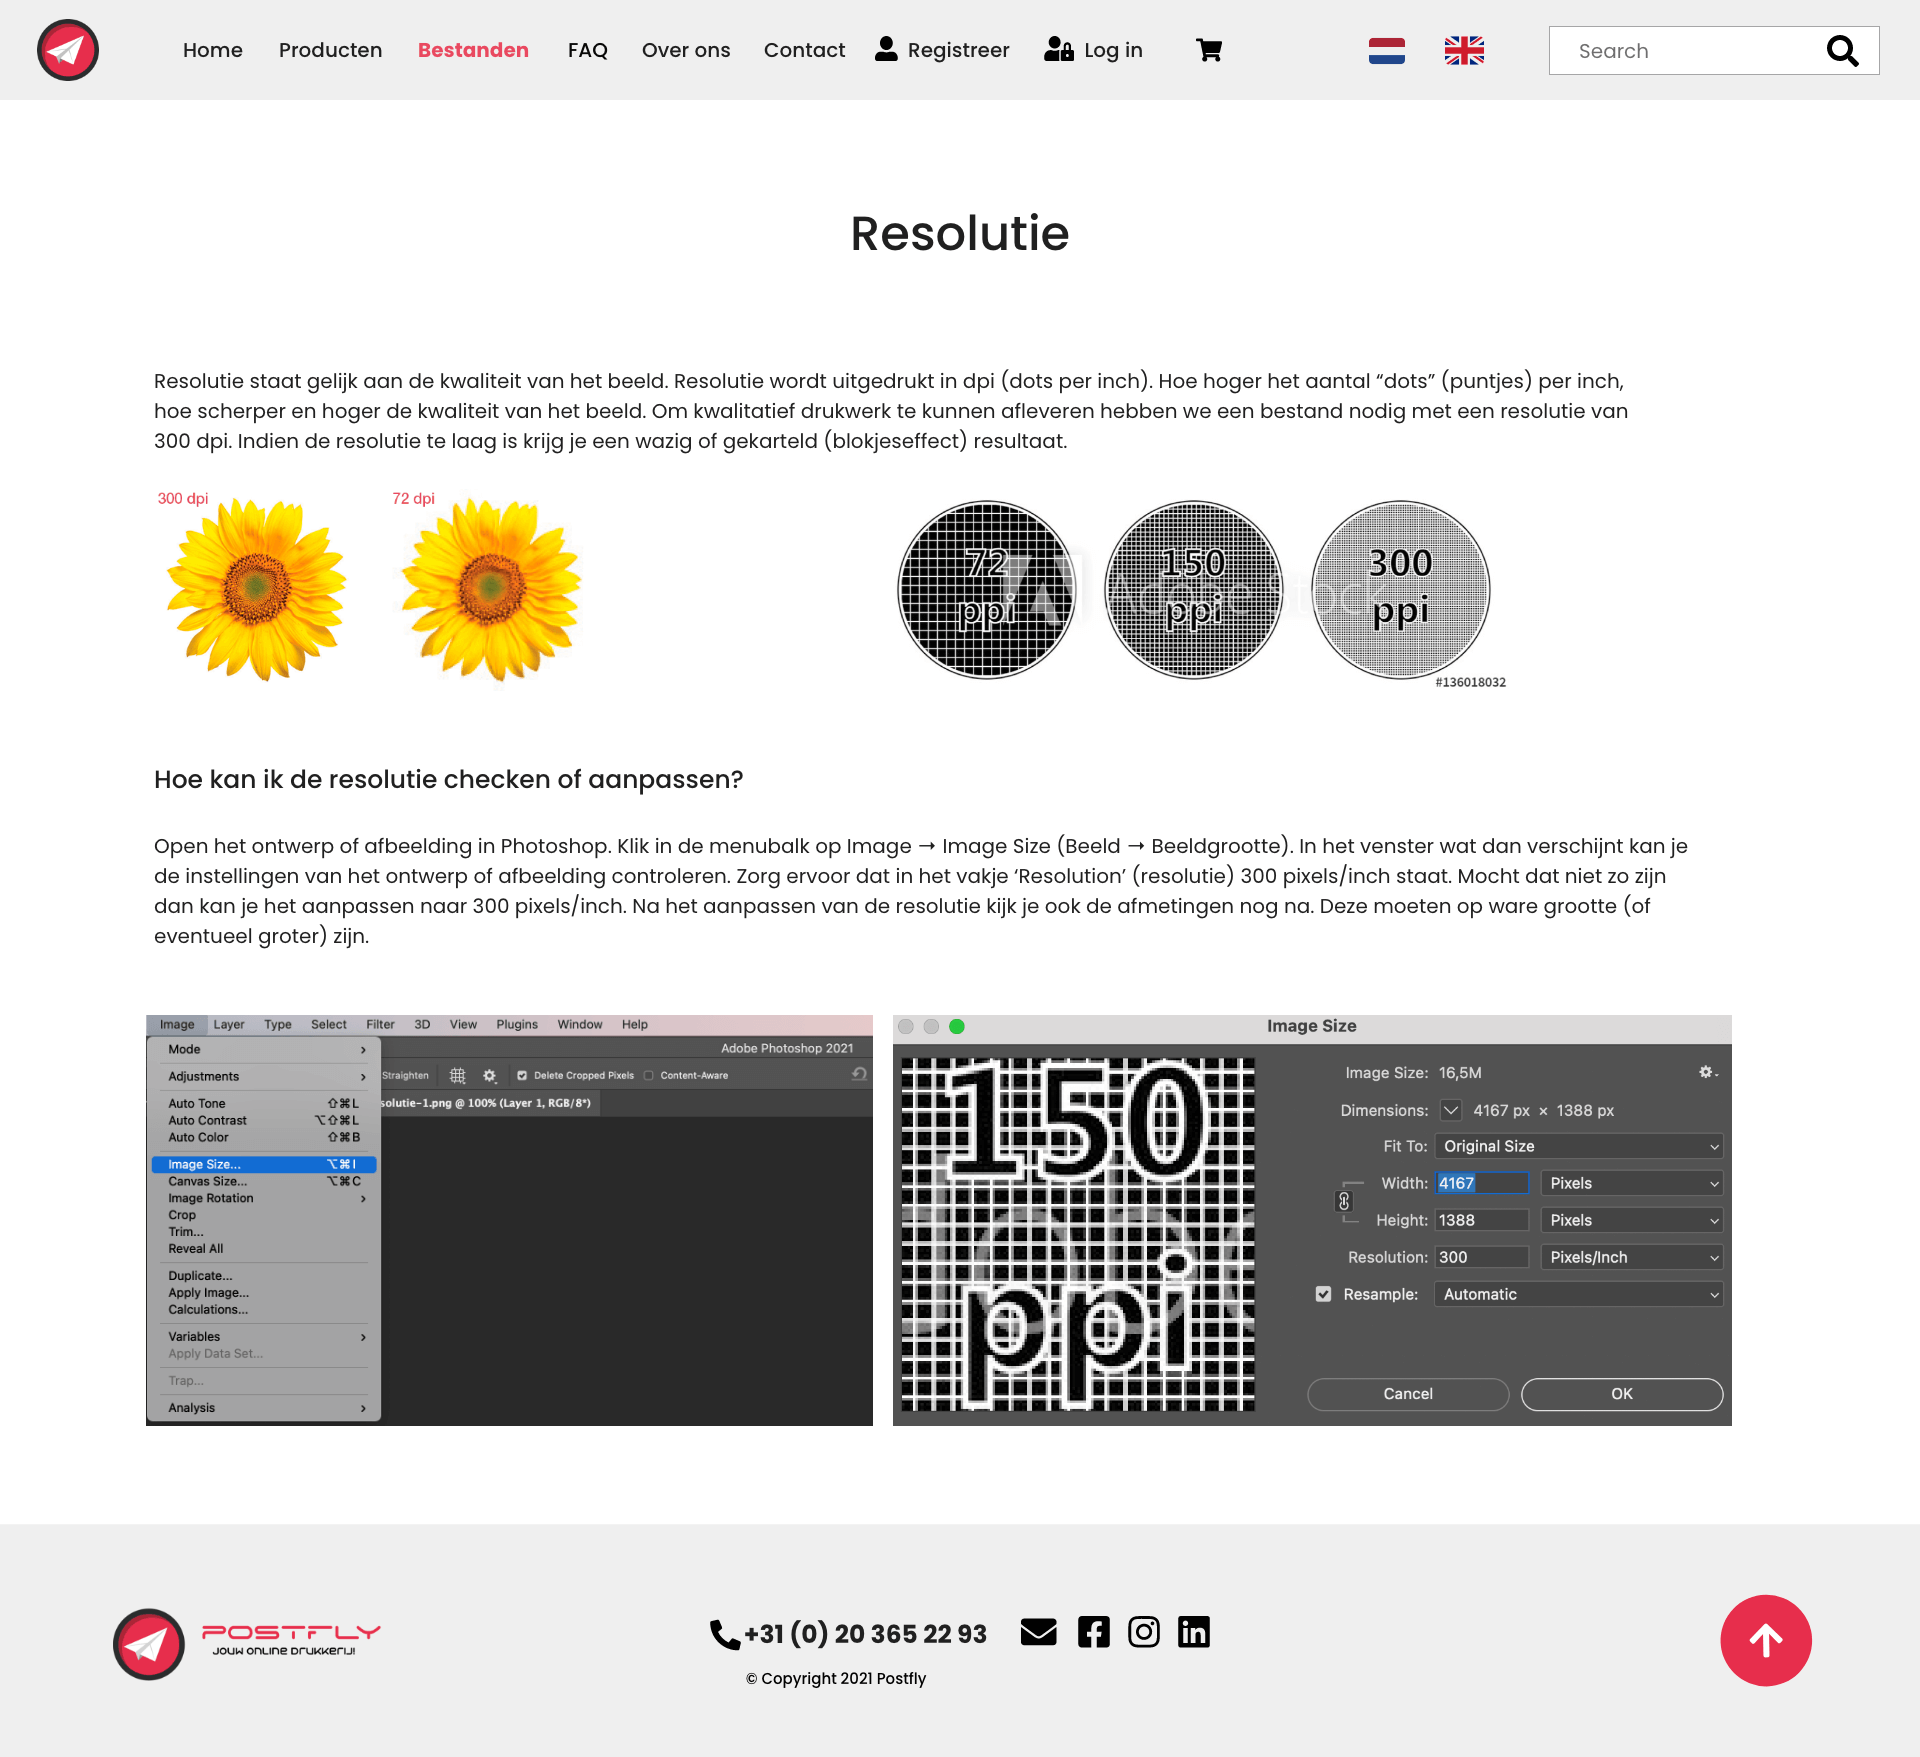 Home Producten Bestanden FAQ Over ons Contact Registreer Log in Search
Resolutie
Resolutie staat gelijk aan de kwaliteit van het beeld. Resolutie wordt uitgedrukt in dpi (dots per inch). Hoe hoger het aantal “dots” (puntjes) per inch,
hoe scherper en hoger de kwaliteit van het beeld. Om kwalitatief drukwerk te kunnen afleveren hebben we een bestand nodig met een resolutie van
300 dpi. Indien de resolutie te laag is krijg je een wazig of gekarteld (blokjeseffect) resultaat.
300 dpi
72 dpi
72
ppi
150
ppi
300
ppi
Adobe Stock
#136018032
Hoe kan ik de resolutie checken of aanpassen?
Open het ontwerp of afbeelding in Photoshop. Klik in de menubalk op Image → Image Size (Beeld → Beeldgrootte). In het venster wat dan verschijnt kan je
de instellingen van het ontwerp of afbeelding controleren. Zorg ervoor dat in het vakje ‘Resolution’ (resolutie) 300 pixels/inch staat. Mocht dat niet zo zijn
dan kan je het aanpassen naar 300 pixels/inch. Na het aanpassen van de resolutie kijk je ook de afmetingen nog na. Deze moeten op ware grootte (of
eventueel groter) zijn.
Image Layer Type Select Filter 3D View Plugins Window Help
Adobe Photoshop 2021
Straighten Delete Cropped Pixels Content-Aware
solutie-1.png @ 100% (Layer 1, RGB/8*)
Mode
Adjustments
Auto Tone ⇧⌘L
Auto Contrast ⌥⇧⌘L
Auto Color ⇧⌘B
Image Size... ⌥⌘I
Canvas Size... ⌥⌘C
Image Rotation
Crop
Trim...
Reveal All
Duplicate...
Apply Image...
Calculations...
Variables
Apply Data Set...
Trap...
Analysis
Image Size
150
ppi
Image Size: 16,5M
Dimensions: 4167 px × 1388 px
Fit To: Original Size
Width: 4167 Pixels
Height: 1388 Pixels
Resolution: 300 Pixels/Inch
Resample: Automatic
Cancel OK
POSTFLY
JOUW ONLINE DRUKKERIJ!
+31 (0) 20 365 22 93
© Copyright 2021 Postfly